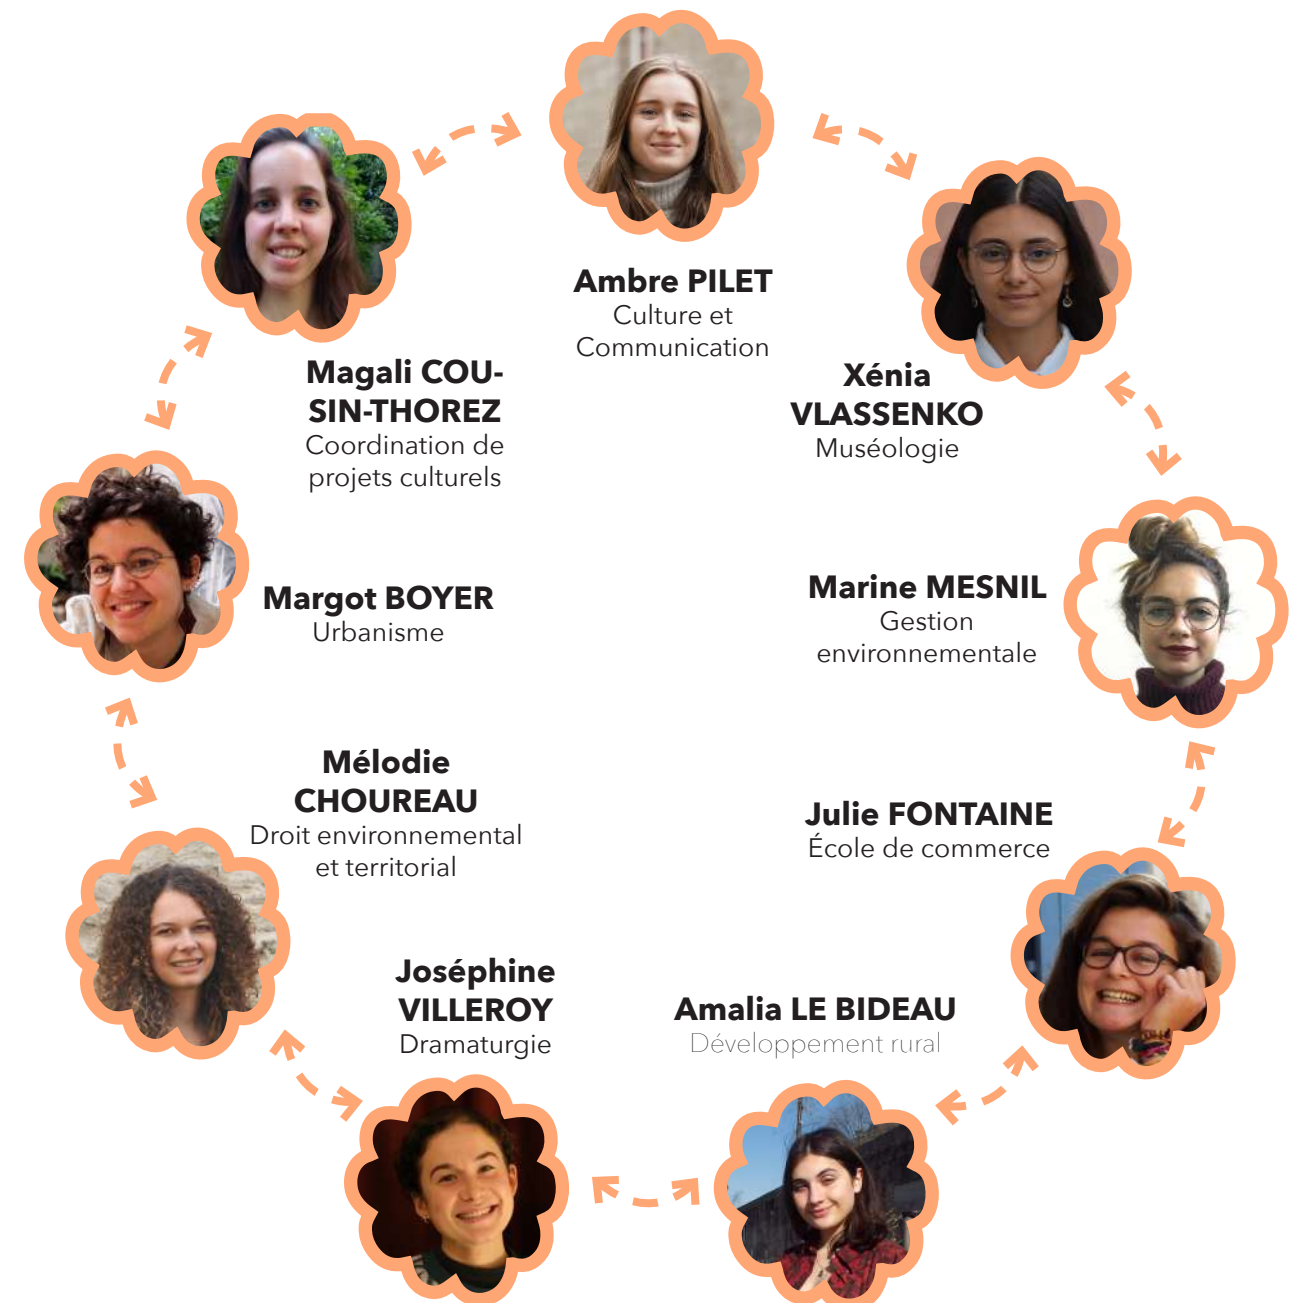 Ambre PILET
Culture et
Communication
Magali COU-
SIN-THOREZ
Coordination de
projets culturels
Xénia
VLASSENKO
Muséologie
Margot BOYER
Urbanisme
Marine MESNIL
Gestion
environnementale
Mélodie
CHOUREAU
Droit environnemental
et territorial
Julie FONTAINE
École de commerce
Joséphine
VILLEROY
Dramaturgie
Amalia LE BIDEAU
Développement rural